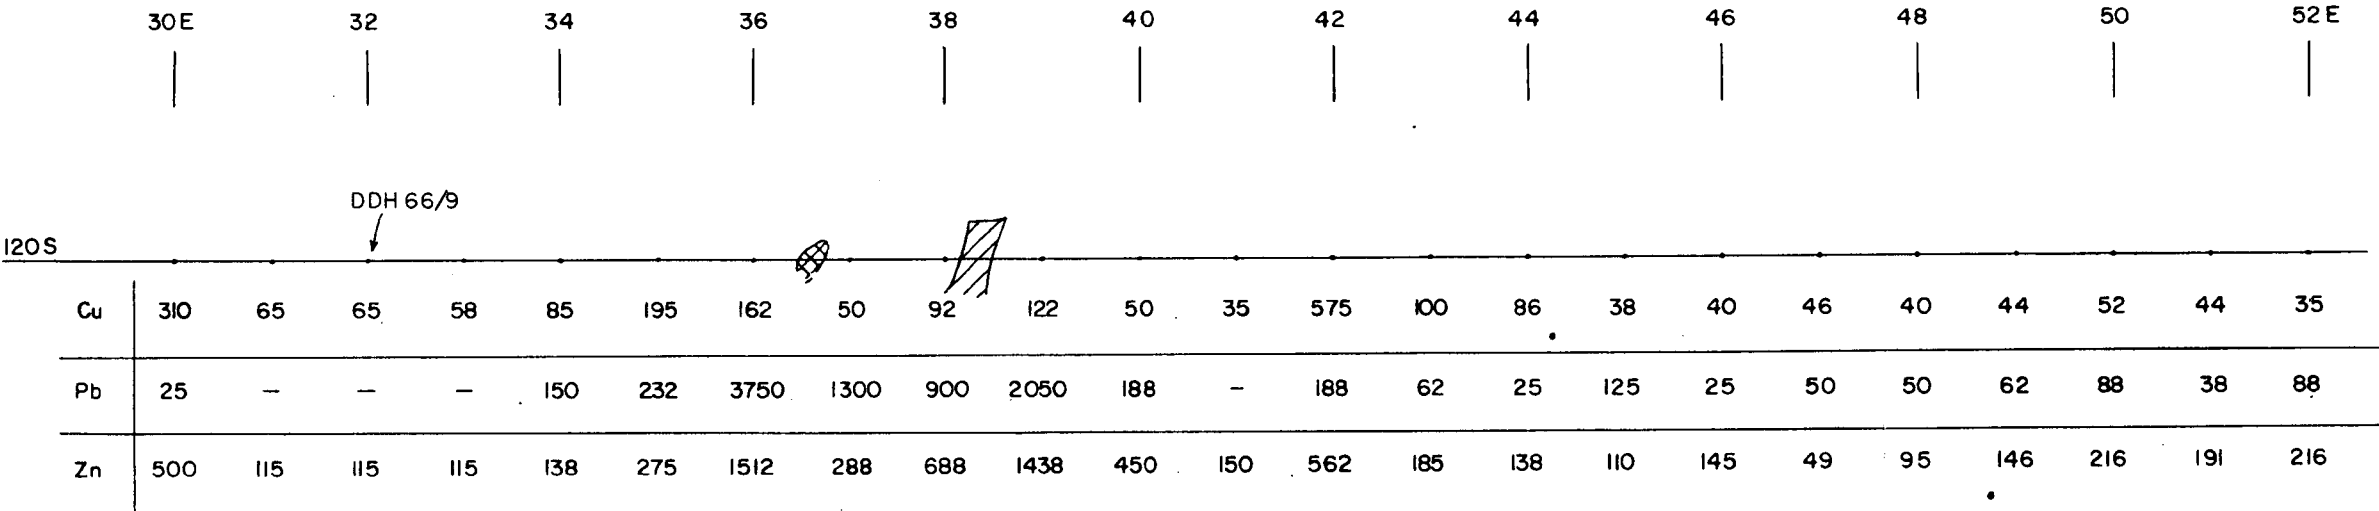 30E 32 34 36 38 40 42 44 46 48 50 52E
DDH 66/9
120S
Cu 310 65 65 58 85 195 162 50 92 122 50 35 575 100 86 38 40 46 40 44 52 44 35
Pb 25 — — — 150 232 3750 1300 900 2050 188 — 188 62 25 125 25 50 50 62 88 38 88
Zn 500 115 115 115 138 275 1512 288 688 1438 450 150 562 185 138 110 145 49 95 146 216 191 216